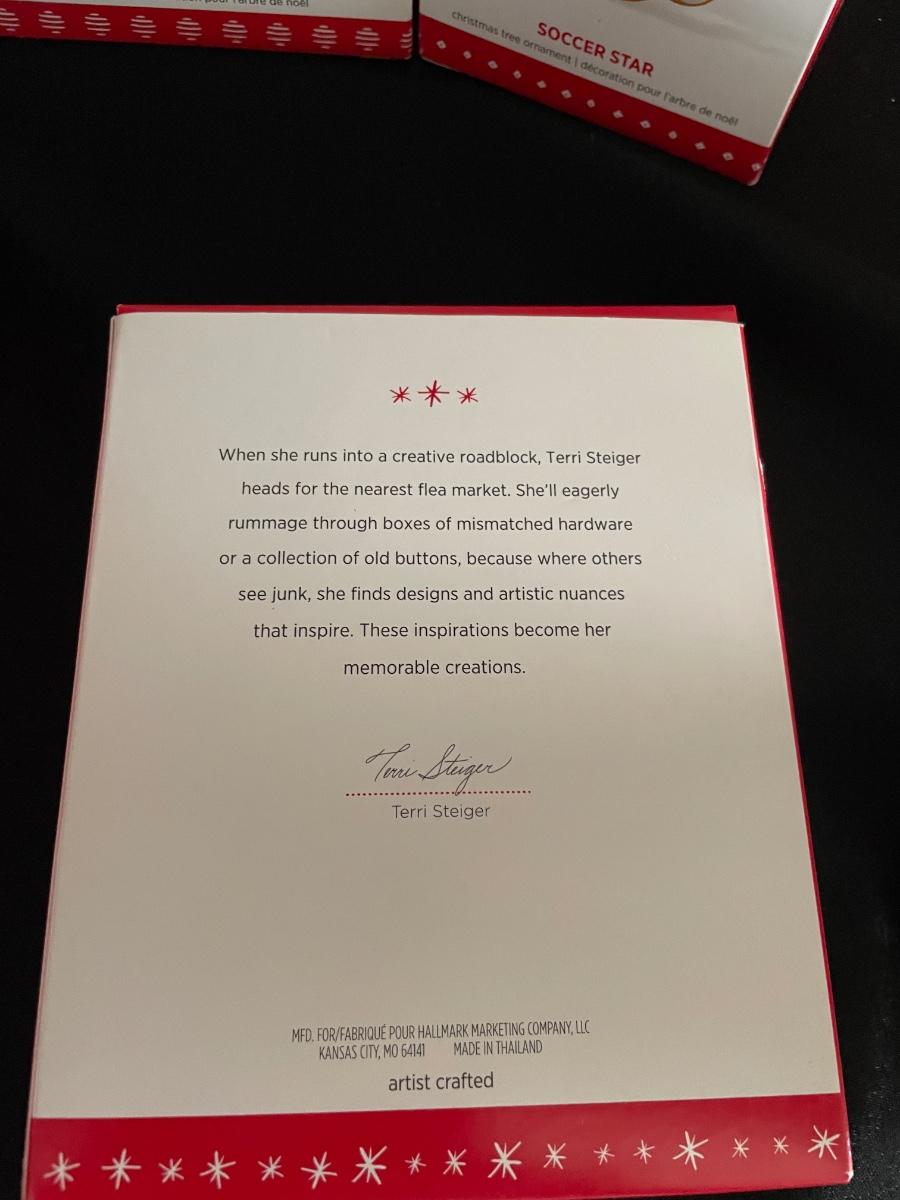 pour l'arbre de noël
SOCCER STAR
christmas tree ornament | décoration pour l'arbre de noël
When she runs into a creative roadblock, Terri Steiger
heads for the nearest flea market. She'll eagerly
rummage through boxes of mismatched hardware
or a collection of old buttons, because where others
see junk, she finds designs and artistic nuances
that inspire. These inspirations become her
memorable creations.
Terri Steiger
Terri Steiger
MFD. FOR/FABRIQUÉ POUR HALLMARK MARKETING COMPANY, LLC
KANSAS CITY, MO 64141 MADE IN THAILAND
artist crafted